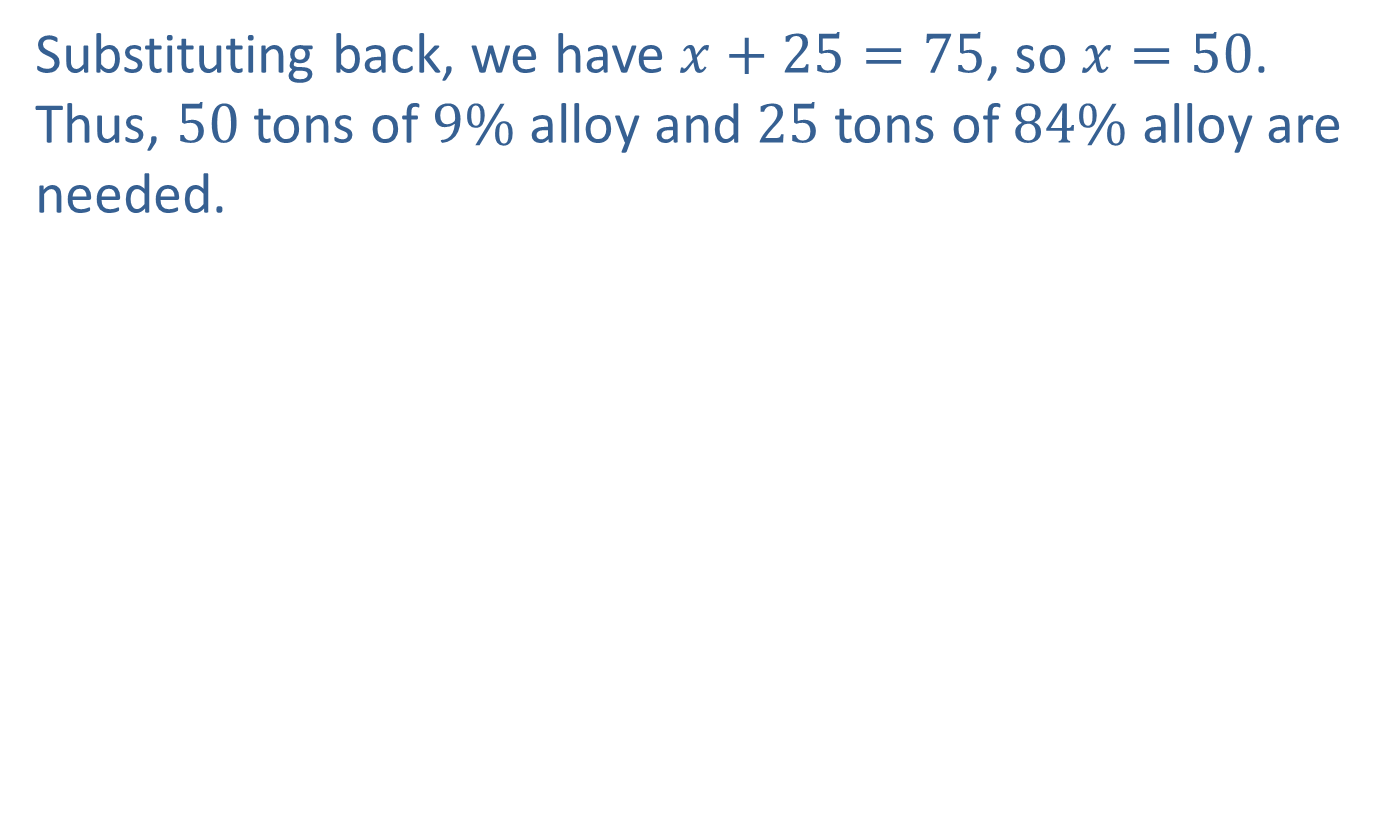 Substituting back, we have x + 25 = 75, so x = 50.
Thus, 50 tons of 9% alloy and 25 tons of 84% alloy are
needed.